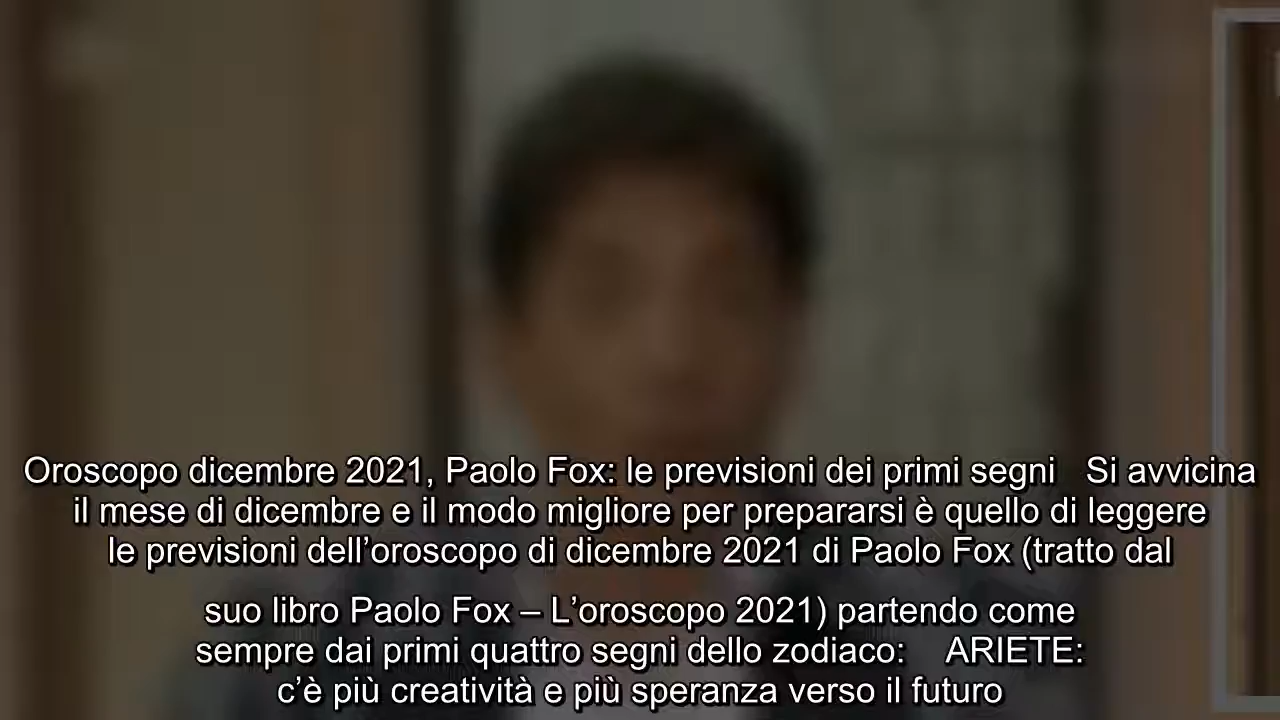 Oroscopo dicembre 2021, Paolo Fox: le previsioni dei primi segni   Si avvicina
il mese di dicembre e il modo migliore per prepararsi è quello di leggere
le previsioni dell’oroscopo di dicembre 2021 di Paolo Fox (tratto dal
suo libro Paolo Fox – L’oroscopo 2021) partendo come
sempre dai primi quattro segni dello zodiaco:    ARIETE:
c’è più creatività e più speranza verso il futuro